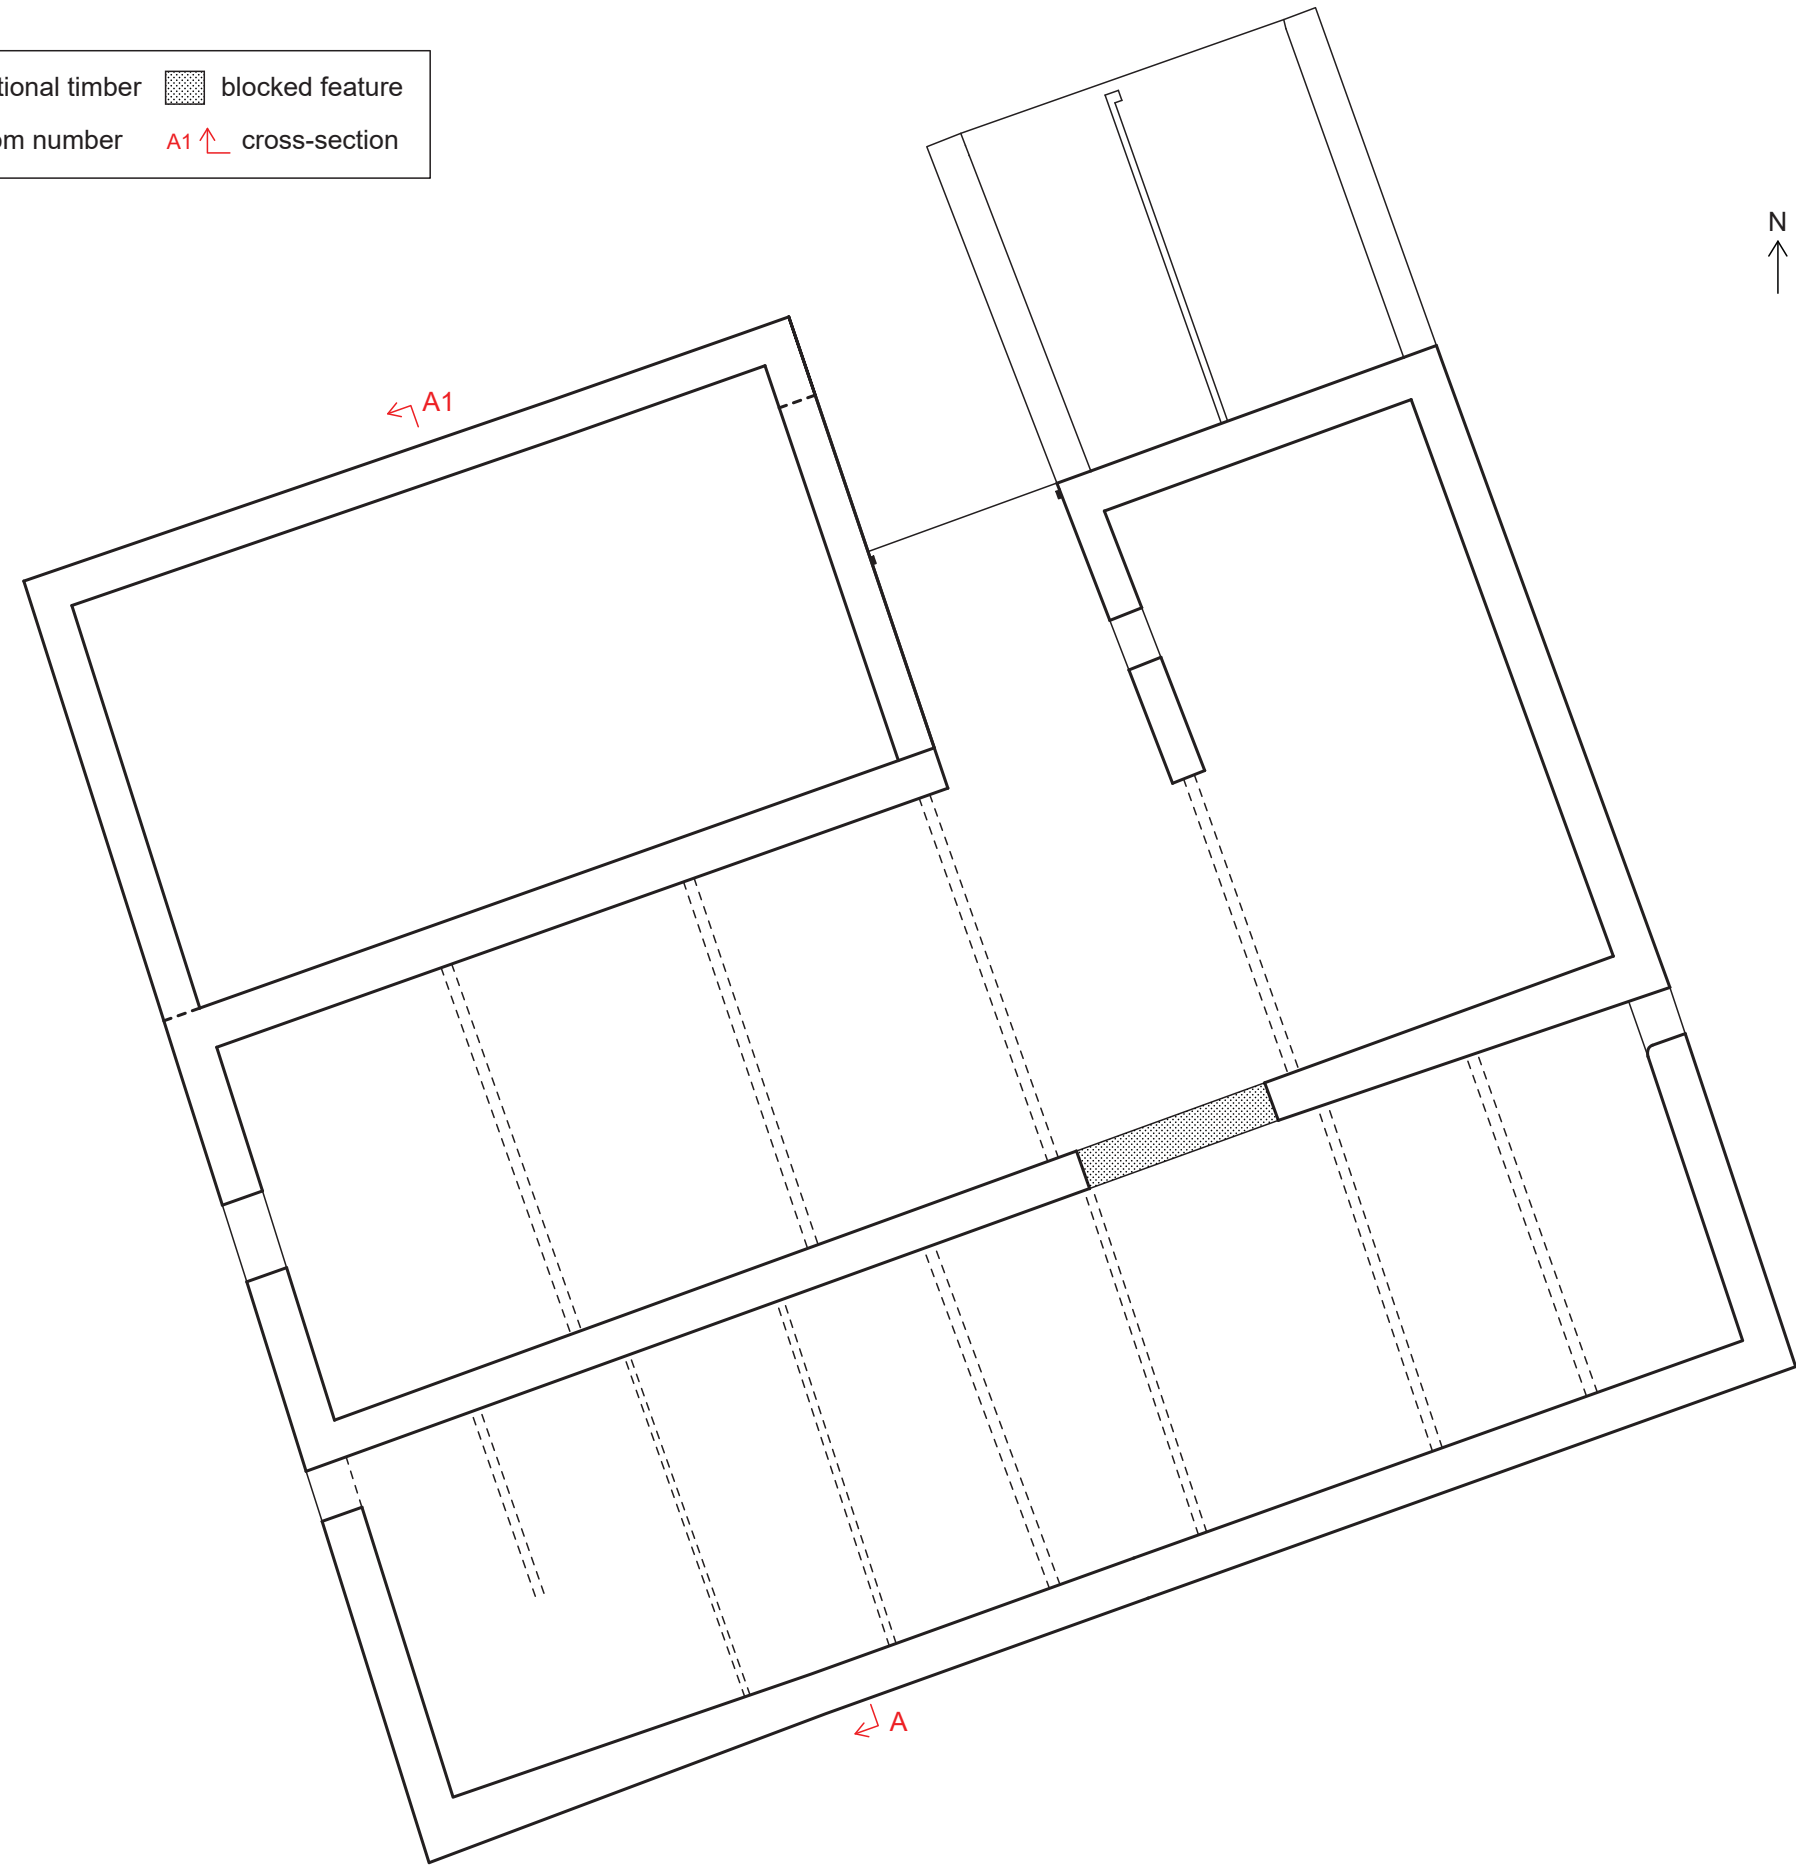 tional timber blocked feature
om number A1 cross-section
N
A1
A